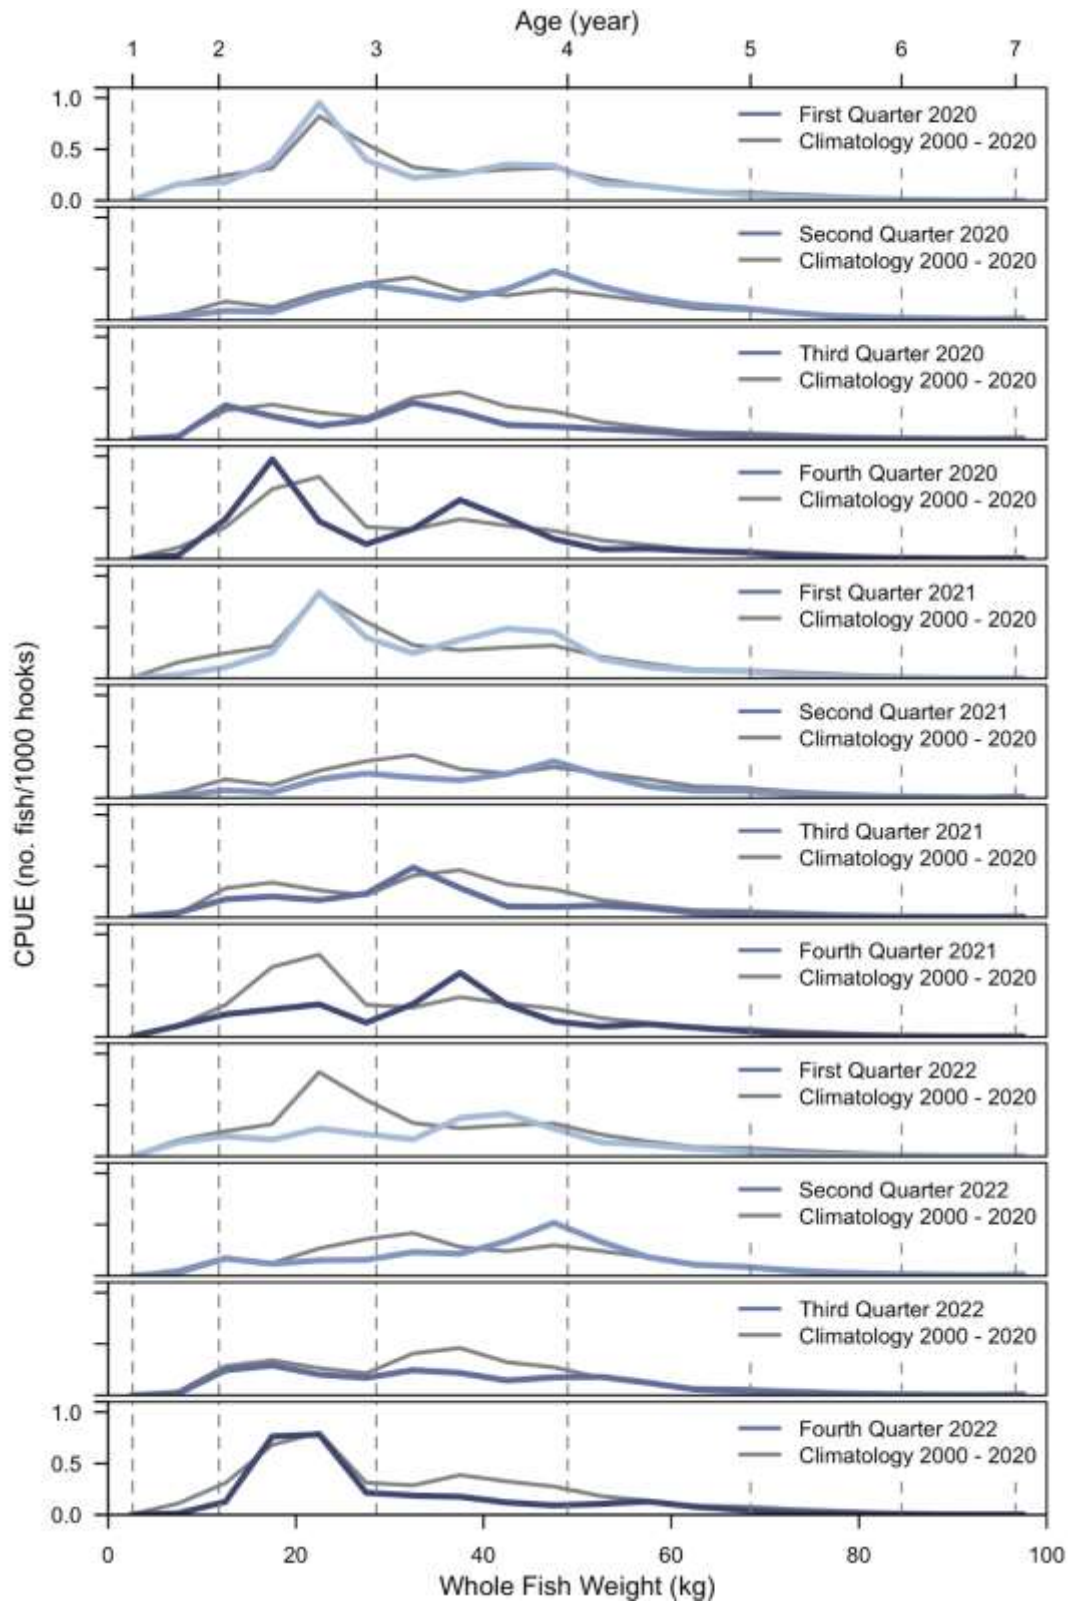 Age (year)
1 2 3 4 5 6 7
1.0
0.5
0.0
First Quarter 2020
Climatology 2000 - 2020
Second Quarter 2020
Climatology 2000 - 2020
Third Quarter 2020
Climatology 2000 - 2020
Fourth Quarter 2020
Climatology 2000 - 2020
First Quarter 2021
Climatology 2000 - 2020
Second Quarter 2021
Climatology 2000 - 2020
Third Quarter 2021
Climatology 2000 - 2020
Fourth Quarter 2021
Climatology 2000 - 2020
First Quarter 2022
Climatology 2000 - 2020
Second Quarter 2022
Climatology 2000 - 2020
Third Quarter 2022
Climatology 2000 - 2020
Fourth Quarter 2022
Climatology 2000 - 2020
1.0
0.5
0.0
CPUE (no. fish/1000 hooks)
0 20 40 60 80 100
Whole Fish Weight (kg)